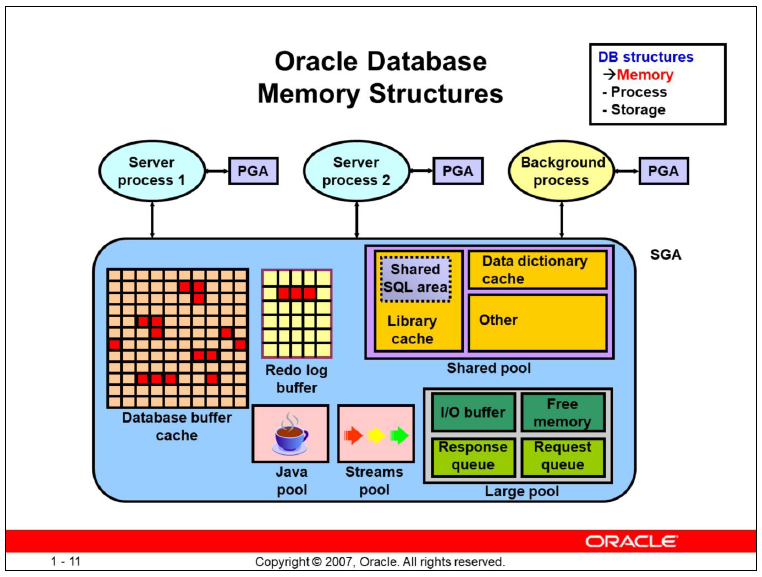 Oracle Database
Memory Structures
DB structures
→Memory
- Process
- Storage
Server
process 1
PGA
Server
process 2
PGA
Background
process
PGA
SGA
Database buffer
cache
Redo log
buffer
Shared
SQL area
Library
cache
Data dictionary
cache
Other
Shared pool
Java
pool
Streams
pool
I/O buffer
Free
memory
Response
queue
Request
queue
Large pool
ORACLE
1 - 11
Copyright © 2007, Oracle. All rights reserved.